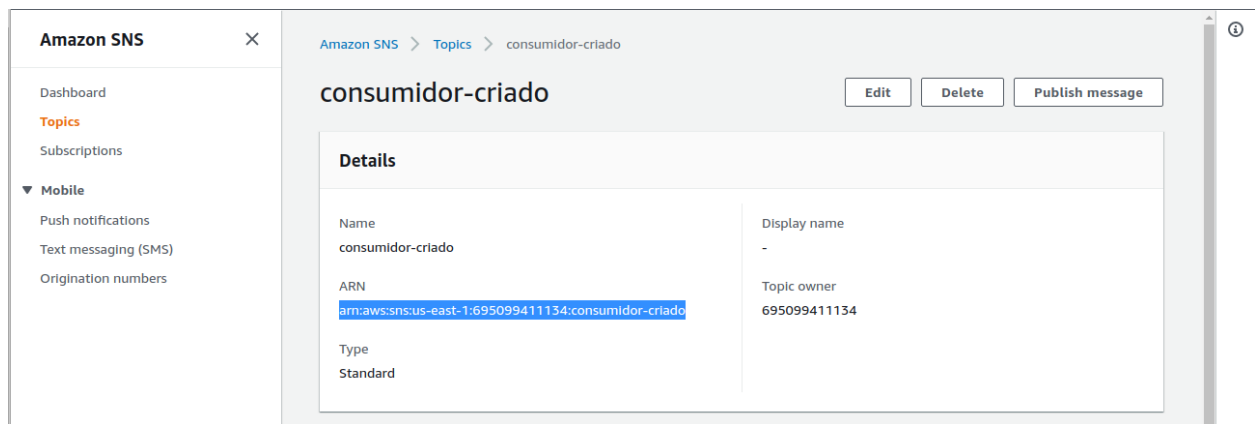 Amazon SNS
Dashboard
Topics
Subscriptions
Mobile
Push notifications
Text messaging (SMS)
Origination numbers
Amazon SNS > Topics > consumidor-criado
consumidor-criado
Edit Delete Publish message
Details
Name
consumidor-criado
ARN
arn:aws:sns:us-east-1:695099411134:consumidor-criado
Type
Standard
Display name
-
Topic owner
695099411134